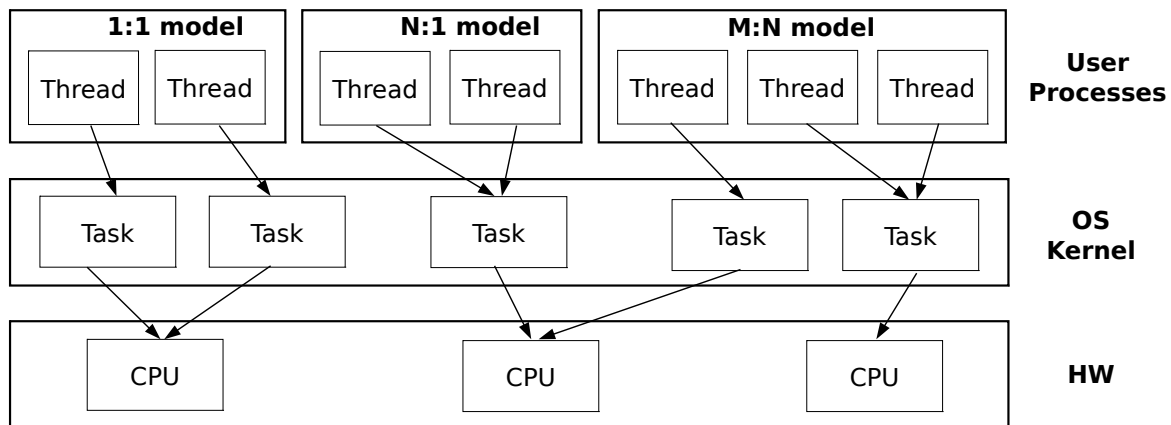 1:1 model
N:1 model
M:N model
Thread
Thread
Thread
Thread
Thread
Thread
Thread
User
Processes
Task
Task
Task
Task
Task
OS
Kernel
CPU
CPU
CPU
HW